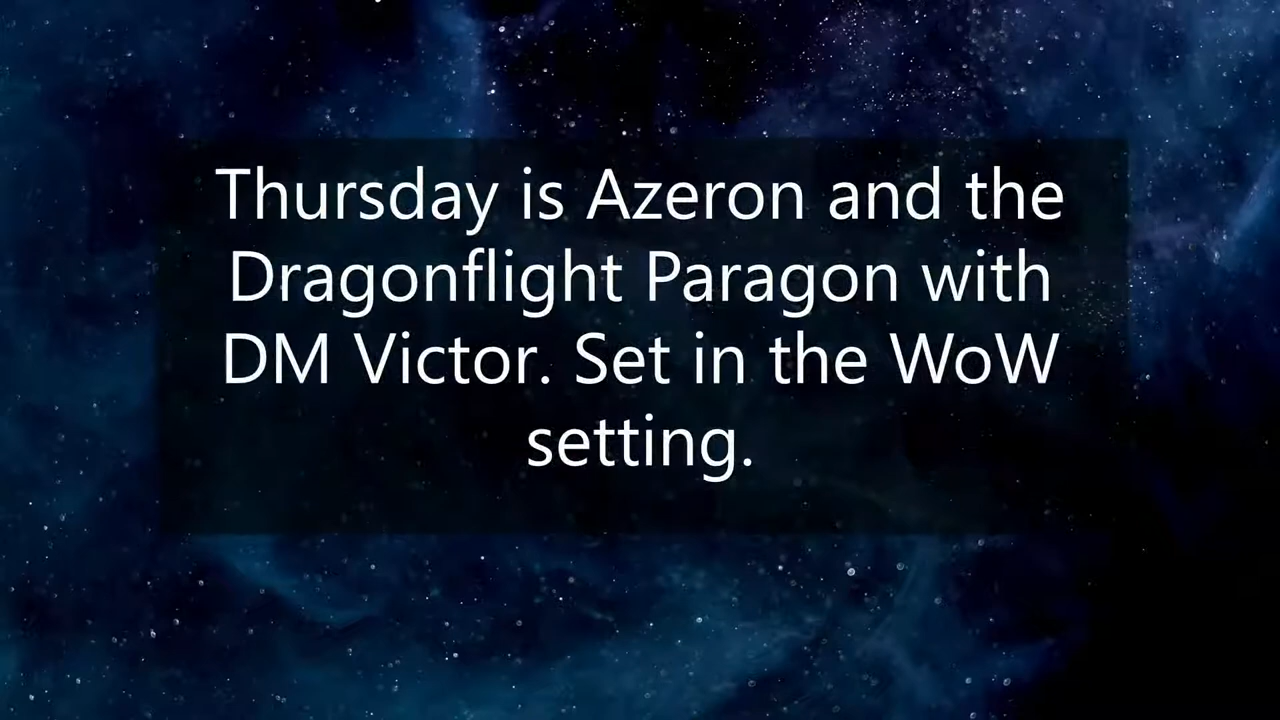 Thursday is Azeron and the
Dragonflight Paragon with
DM Victor. Set in the WoW
setting.